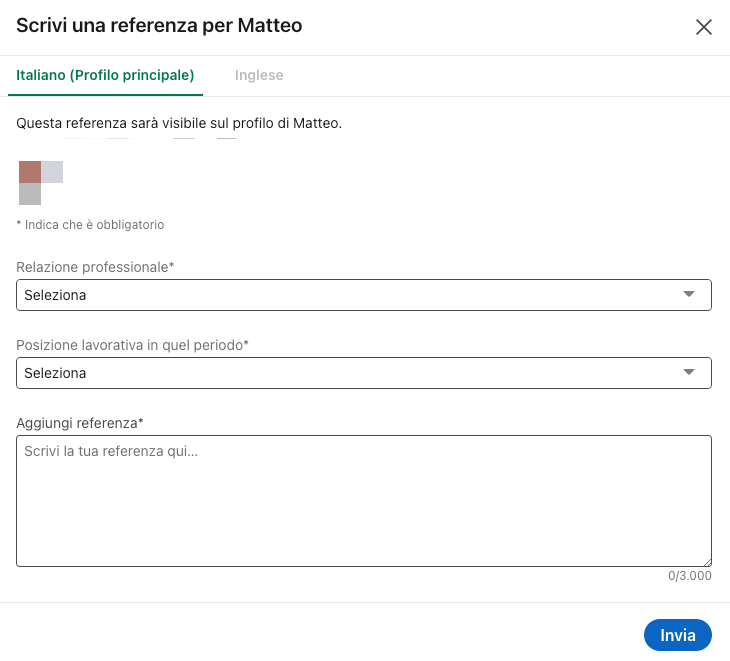 Scrivi una referenza per Matteo
Italiano (Profilo principale)
Inglese
Questa referenza sarà visibile sul profilo di Matteo.
* Indica che è obbligatorio
Relazione professionale*
Seleziona
Posizione lavorativa in quel periodo*
Seleziona
Aggiungi referenza*
Scrivi la tua referenza qui...
0/3.000
Invia